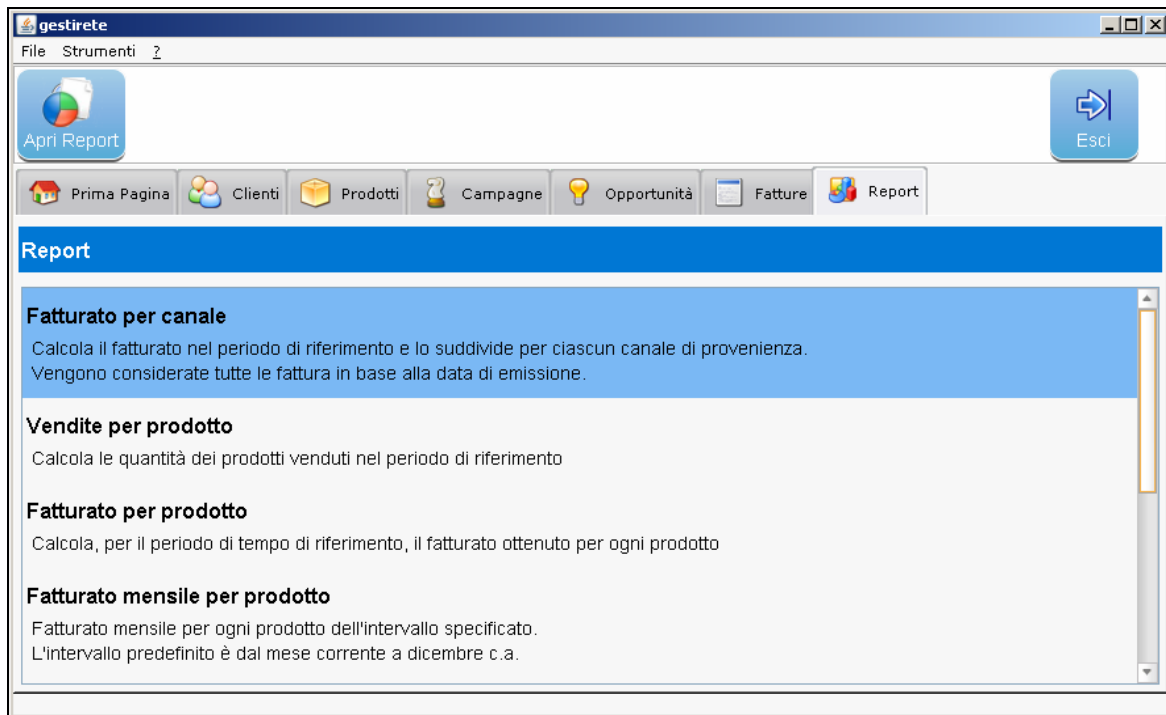 gestirete
File Strumenti ?
Apri Report
Esci
Prima Pagina Clienti Prodotti Campagne Opportunità Fatture Report
Report
Fatturato per canale
Calcola il fatturato nel periodo di riferimento e lo suddivide per ciascun canale di provenienza.
Vengono considerate tutte le fattura in base alla data di emissione.
Vendite per prodotto
Calcola le quantità dei prodotti venduti nel periodo di riferimento
Fatturato per prodotto
Calcola, per il periodo di tempo di riferimento, il fatturato ottenuto per ogni prodotto
Fatturato mensile per prodotto
Fatturato mensile per ogni prodotto dell'intervallo specificato.
L'intervallo predefinito è dal mese corrente a dicembre c.a.